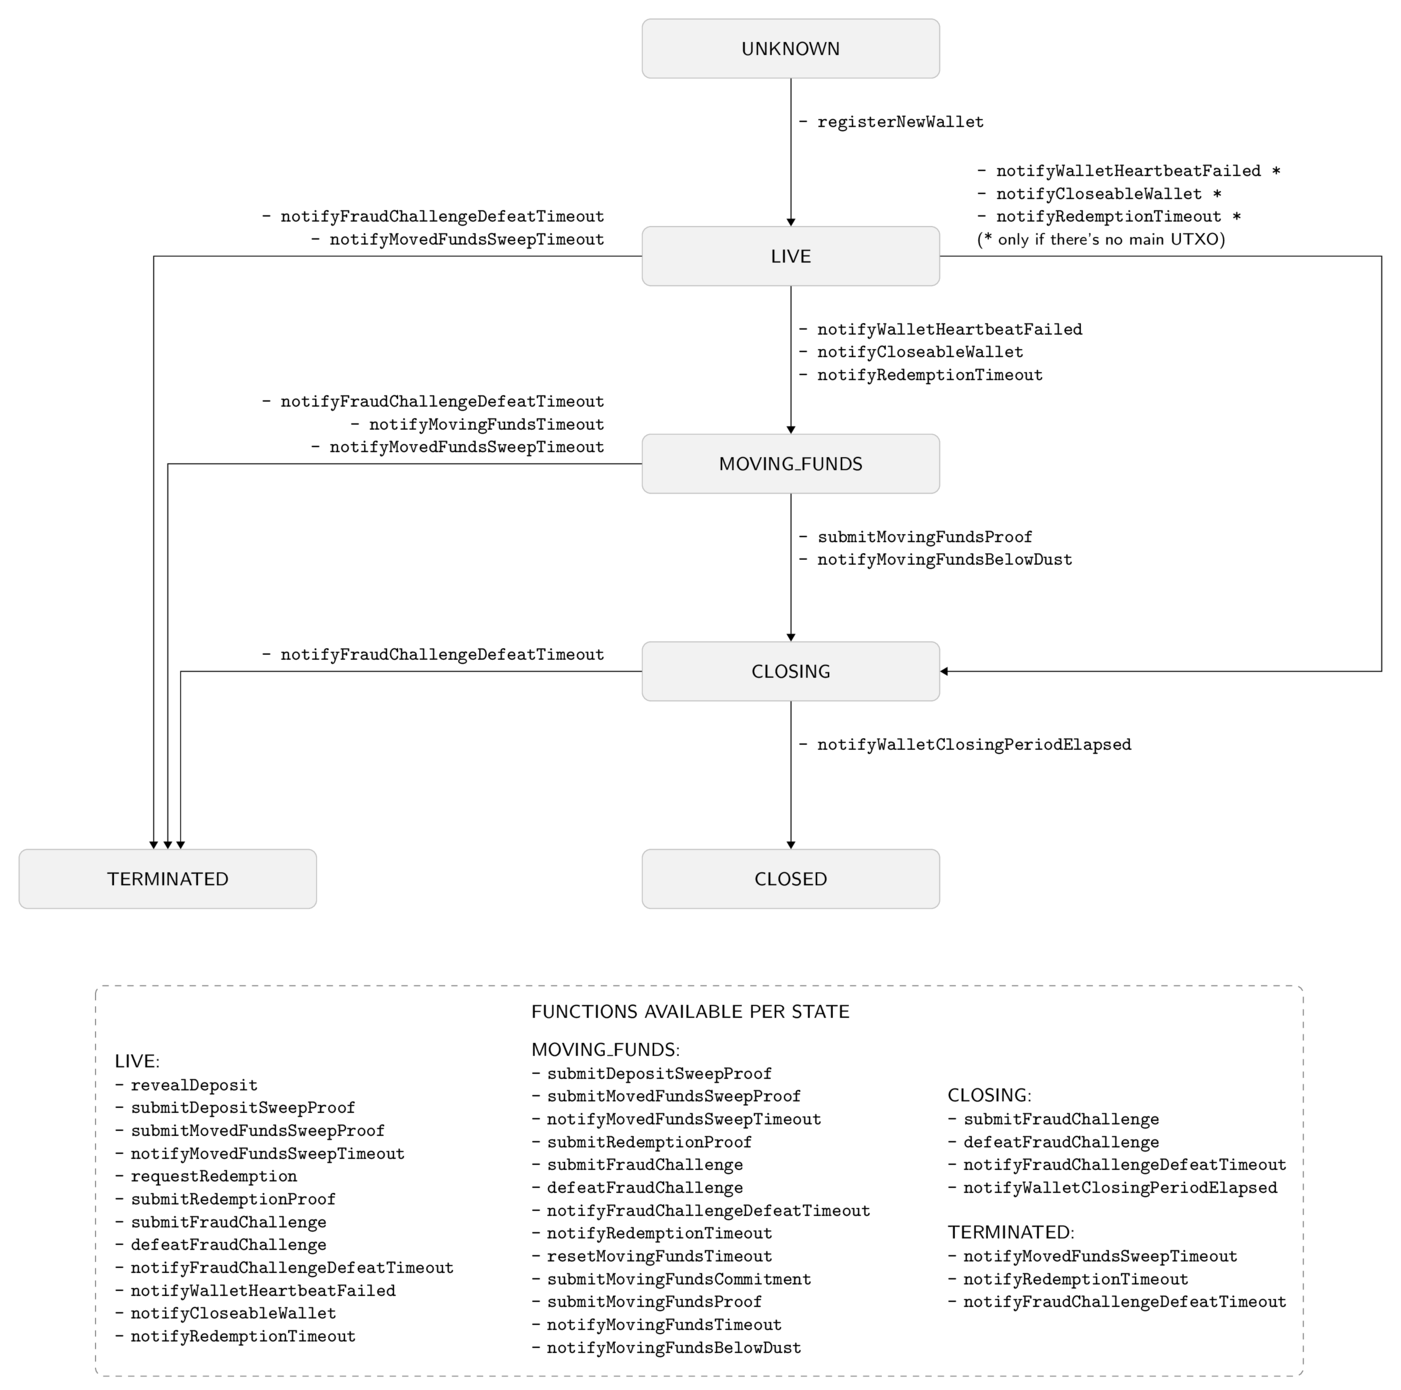 UNKNOWN
- registerNewWallet
- notifyWalletHeartbeatFailed *
- notifyCloseableWallet *
- notifyRedemptionTimeout *
(* only if there's no main UTXO)
- notifyFraudChallengeDefeatTimeout
- notifyMovedFundsSweepTimeout
LIVE
- notifyWalletHeartbeatFailed
- notifyCloseableWallet
- notifyRedemptionTimeout
- notifyFraudChallengeDefeatTimeout
- notifyMovingFundsTimeout
- notifyMovedFundsSweepTimeout
MOVING_FUNDS
- submitMovingFundsProof
- notifyMovingFundsBelowDust
- notifyFraudChallengeDefeatTimeout
CLOSING
- notifyWalletClosingPeriodElapsed
TERMINATED
CLOSED
FUNCTIONS AVAILABLE PER STATE
LIVE:
- revealDeposit
- submitDepositSweepProof
- submitMovedFundsSweepProof
- notifyMovedFundsSweepTimeout
- requestRedemption
- submitRedemptionProof
- submitFraudChallenge
- defeatFraudChallenge
- notifyFraudChallengeDefeatTimeout
- notifyWalletHeartbeatFailed
- notifyCloseableWallet
- notifyRedemptionTimeout
MOVING_FUNDS:
- submitDepositSweepProof
- submitMovedFundsSweepProof
- notifyMovedFundsSweepTimeout
- submitRedemptionProof
- submitFraudChallenge
- defeatFraudChallenge
- notifyFraudChallengeDefeatTimeout
- notifyRedemptionTimeout
- resetMovingFundsTimeout
- submitMovingFundsCommitment
- submitMovingFundsProof
- notifyMovingFundsTimeout
- notifyMovingFundsBelowDust
CLOSING:
- submitFraudChallenge
- defeatFraudChallenge
- notifyFraudChallengeDefeatTimeout
- notifyWalletClosingPeriodElapsed
TERMINATED:
- notifyMovedFundsSweepTimeout
- notifyRedemptionTimeout
- notifyFraudChallengeDefeatTimeout